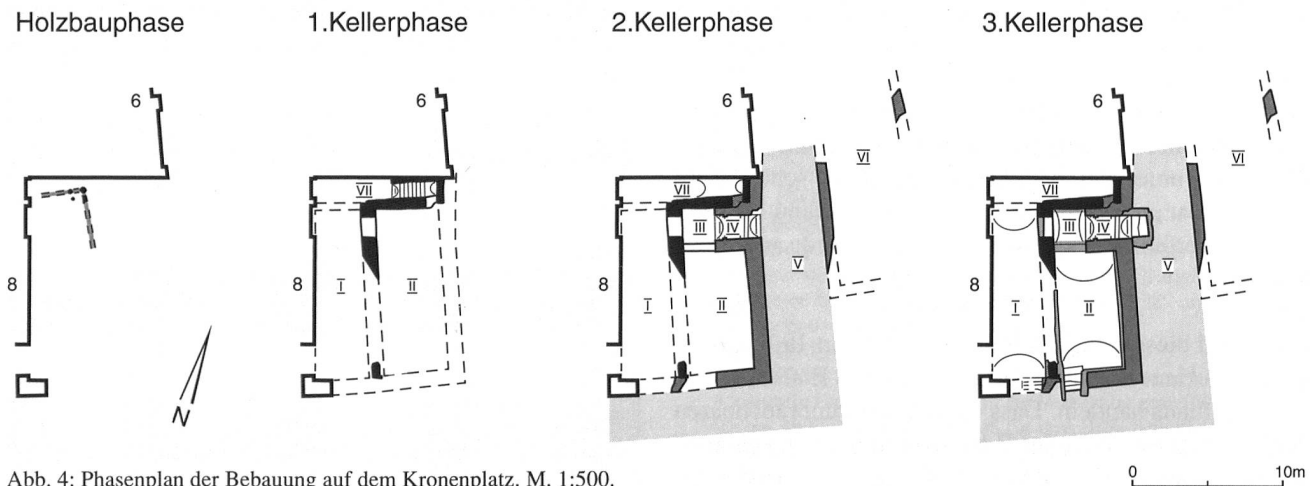 Holzbauphase 1.Kellerphase 2.Kellerphase 3.Kellerphase
6 6 6 6
VI VI
VII VII VII
III IV III IV
8 8 8 8
V V
I II I II I II
N
Abb. 4: Phasenplan der Bebauung auf dem Kronenplatz. M. 1:500.
0 10m